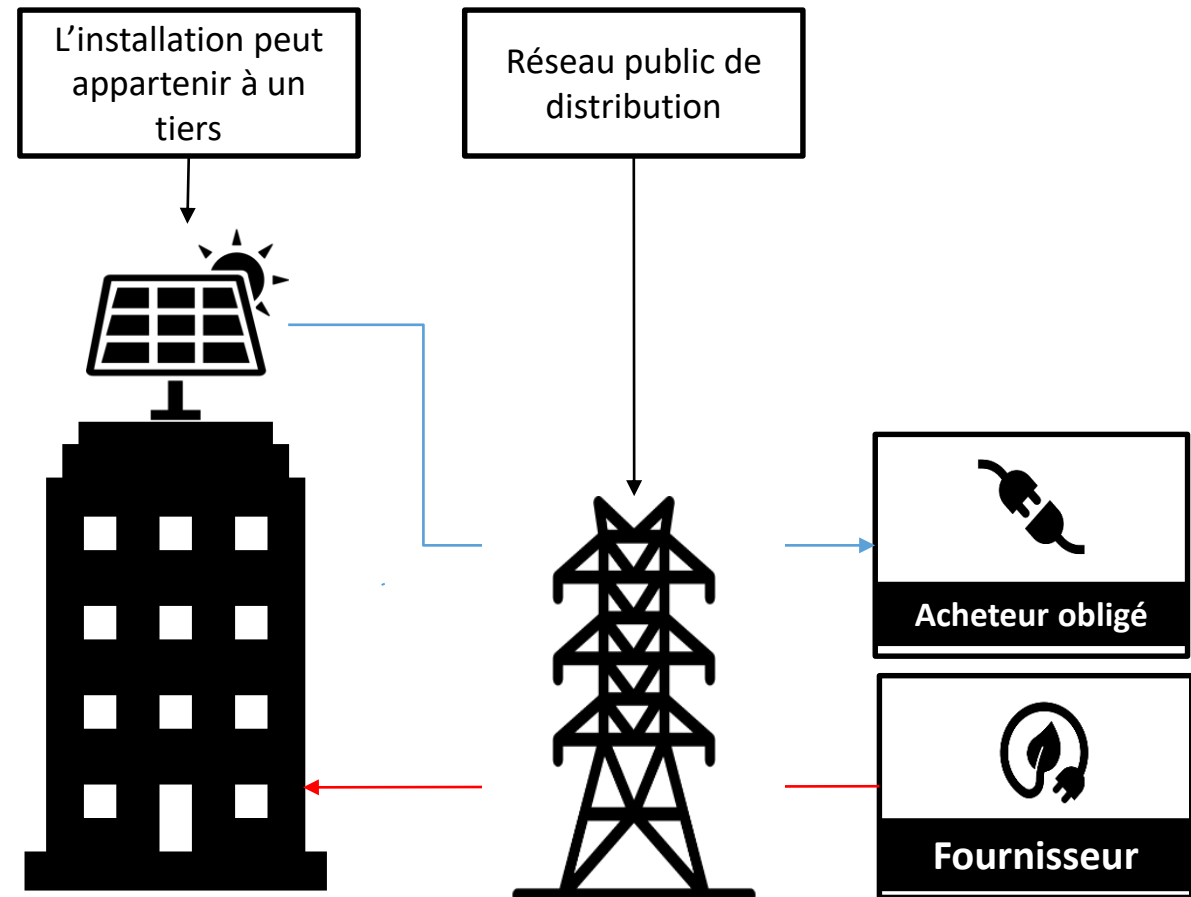 L’installation peut
appartenir à un
tiers
Réseau public de
distribution
Acheteur obligé
Fournisseur